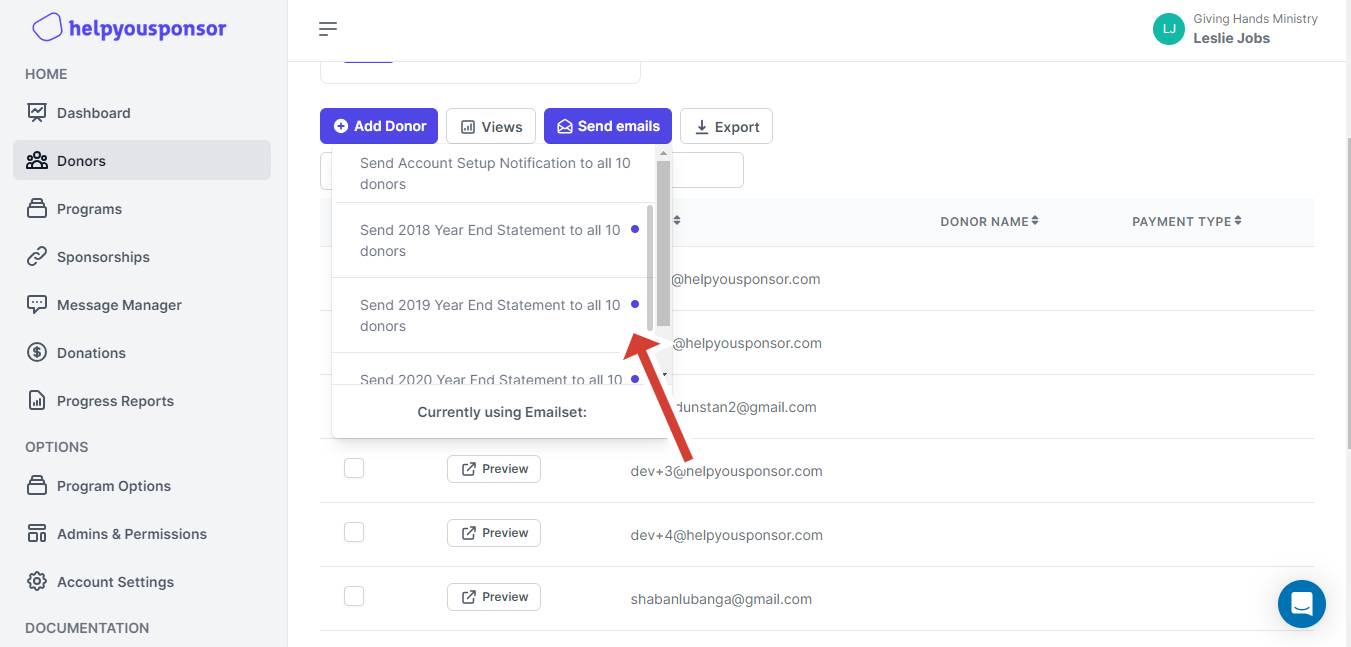 helpyousponsor
HOME
Dashboard
Donors
Programs
Sponsorships
Message Manager
Donations
Progress Reports
OPTIONS
Program Options
Admins & Permissions
Account Settings
DOCUMENTATION
LJ
Giving Hands Ministry
Leslie Jobs
Add Donor
Views
Send emails
Export
Send Account Setup Notification to all 10
donors
Send 2018 Year End Statement to all 10
donors
Send 2019 Year End Statement to all 10
donors
Send 2020 Year End Statement to all 10
Currently using Emailset:
DONOR NAME
PAYMENT TYPE
@helpyousponsor.com
@helpyousponsor.com
dunstan2@gmail.com
Preview
dev+3@helpyousponsor.com
Preview
dev+4@helpyousponsor.com
Preview
shabanlubanga@gmail.com